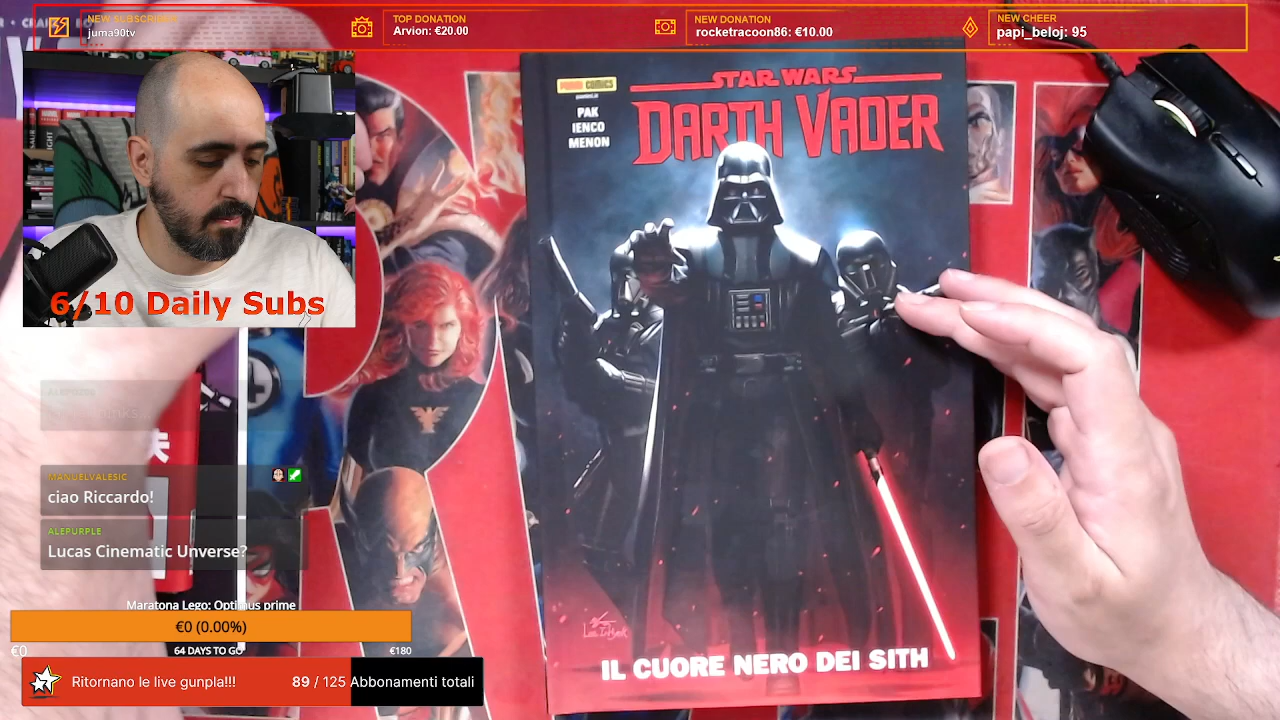 NEW SUBSCRIBER
juma90tv
TOP DONATION
Arvion: €20.00
NEW DONATION
rocketracoon86: €10.00
NEW CHEER
papi_beloj: 95
6/10 Daily Subs
PANINI COMICS
PAK
IENCO
MENON
STAR WARS
DARTH VADER
IL CUORE NERO DEI SITH
MANUELVALESIC
ciao Riccardo!
ALEPURPLE
Lucas Cinematic Unverse?
Maratona Lego: Optimus prime
€0 (0.00%)
€0
64 DAYS TO GO
€180
Ritornano le live gunpla!!!
89 / 125 Abbonamenti totali